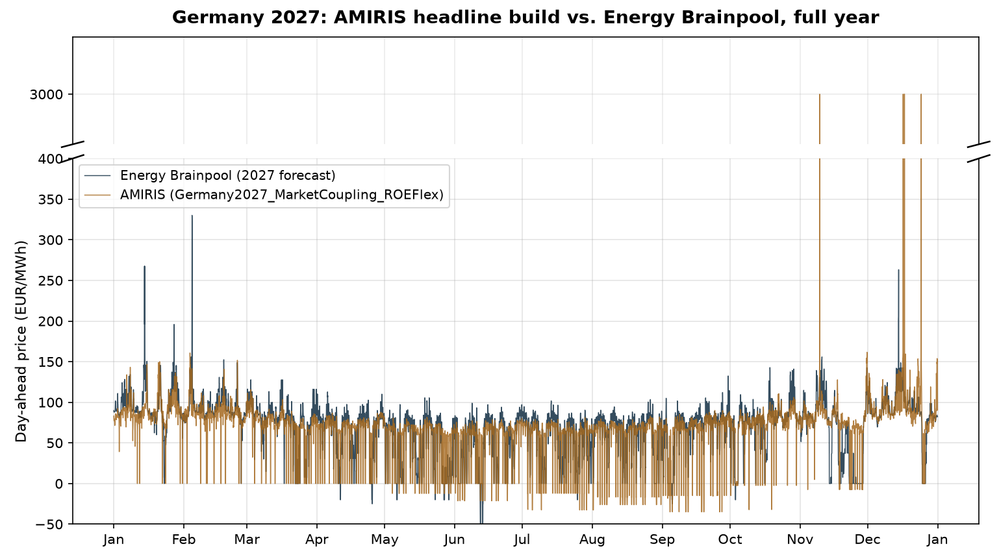 Germany 2027: AMIRIS headline build vs. Energy Brainpool, full year
3000
400
Energy Brainpool (2027 forecast)
AMIRIS (Germany2027_MarketCoupling_ROEFlex)
350
300
250
200
150
100
50
0
−50
Day-ahead price (EUR/MWh)
Jan Feb Mar Apr May Jun Jul Aug Sep Oct Nov Dec Jan